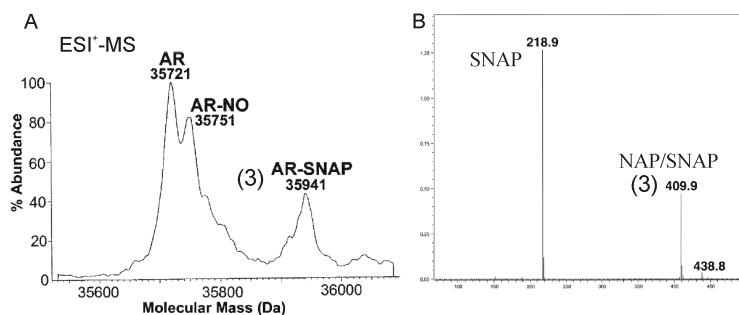 A
ESI+-MS
AR
35721
AR-NO
35751
(3) AR-SNAP
35941
% Abundance
100
80
60
40
20
0
35600
35800
36000
Molecular Mass (Da)
B
SNAP
218.9
NAP/SNAP
(3) 409.9
438.8
1.25
1.00
0.75
0.50
0.25
0.00
100 150 200 250 300 350 400 450